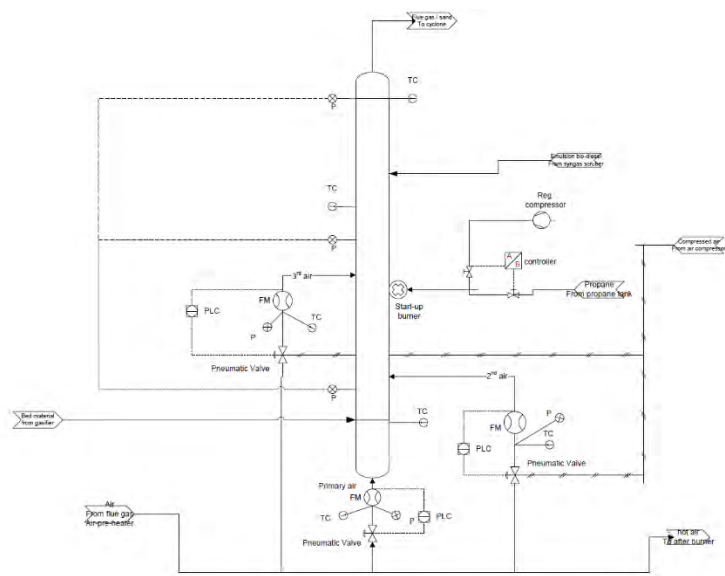 Flue gas / sand
To cyclone
TC
P
Emulsion bio-diesel
From syngas scruber
TC
Reg
compressor
P
Compressed air
From air compressor
A
B
controller
3rd air
Propane
From propane tank
FM
Start-up
burner
PLC
TC
P
Pneumatic Valve
2nd air
P
Bed material
from gasifier
TC
FM
P
TC
PLC
Pneumatic Valve
Primary air
FM
Air
From flue gas
Air-pre-heater
TC
P
PLC
Pneumatic Valve
hot air
To after burner